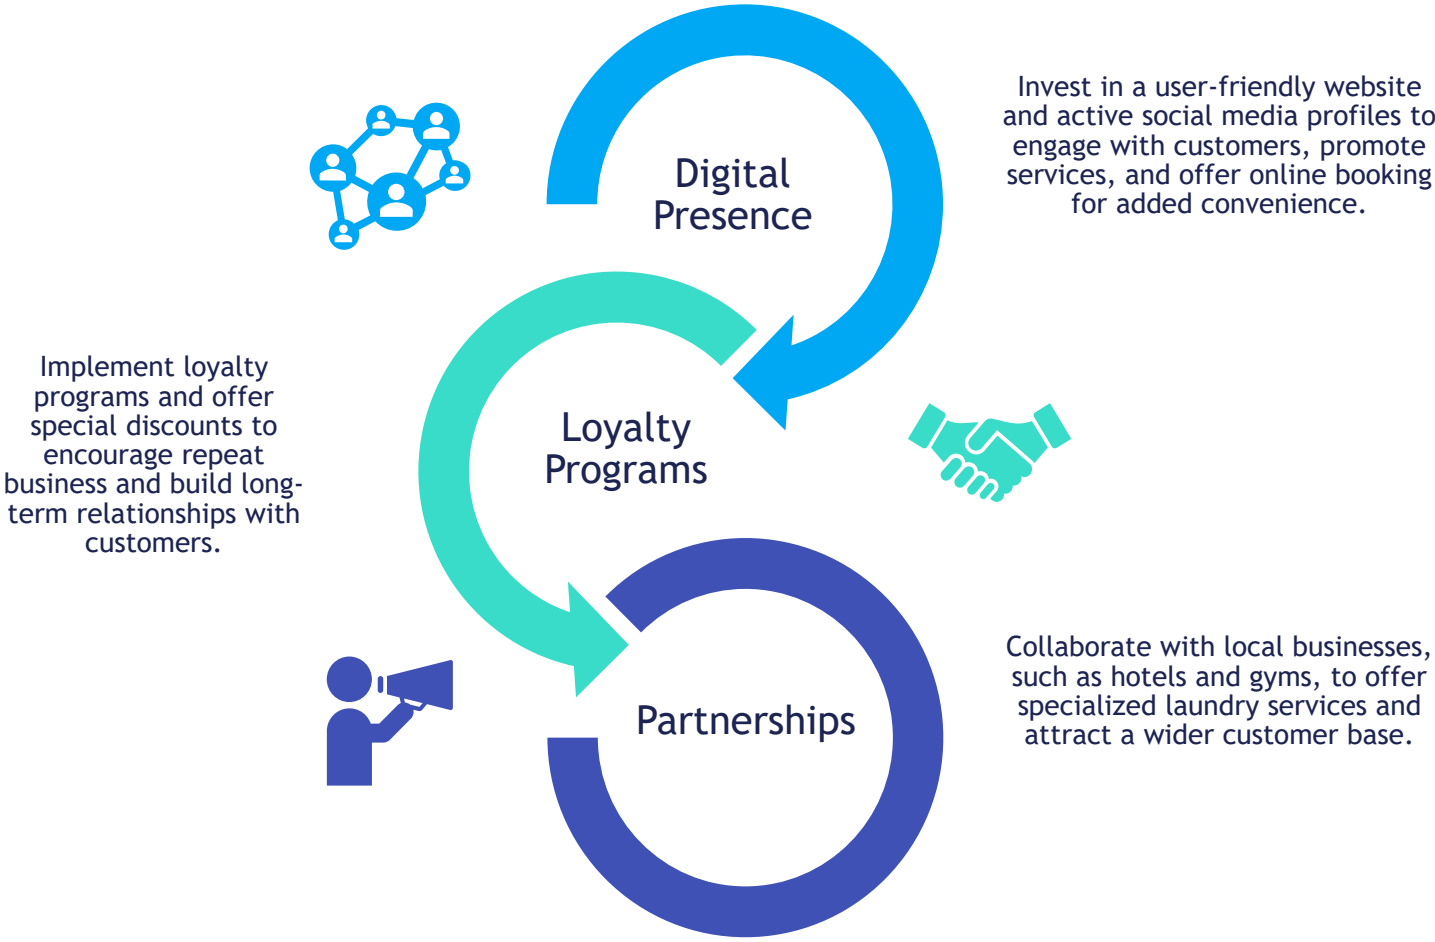 Digital
Presence
Invest in a user-friendly website
and active social media profiles to
engage with customers, promote
services, and offer online booking
for added convenience.
Loyalty
Programs
Implement loyalty
programs and offer
special discounts to
encourage repeat
business and build long-
term relationships with
customers.
Partnerships
Collaborate with local businesses,
such as hotels and gyms, to offer
specialized laundry services and
attract a wider customer base.